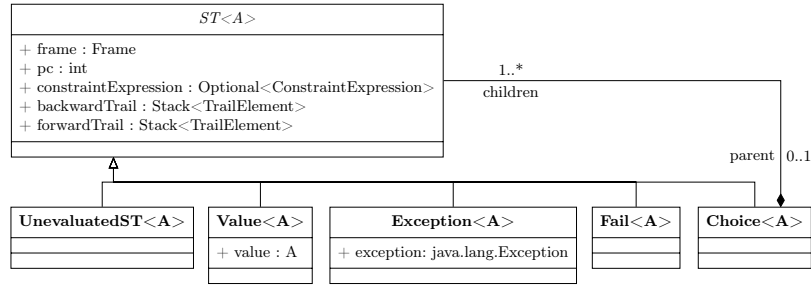 ST<A>
+ frame : Frame
+ pc : int
+ constraintExpression : Optional<ConstraintExpression>
+ backwardTrail : Stack<TrailElement>
+ forwardTrail : Stack<TrailElement>
1..*
children
parent
0..1
UnevaluatedST<A>
Value<A>
+ value : A
Exception<A>
+ exception: java.lang.Exception
Fail<A>
Choice<A>